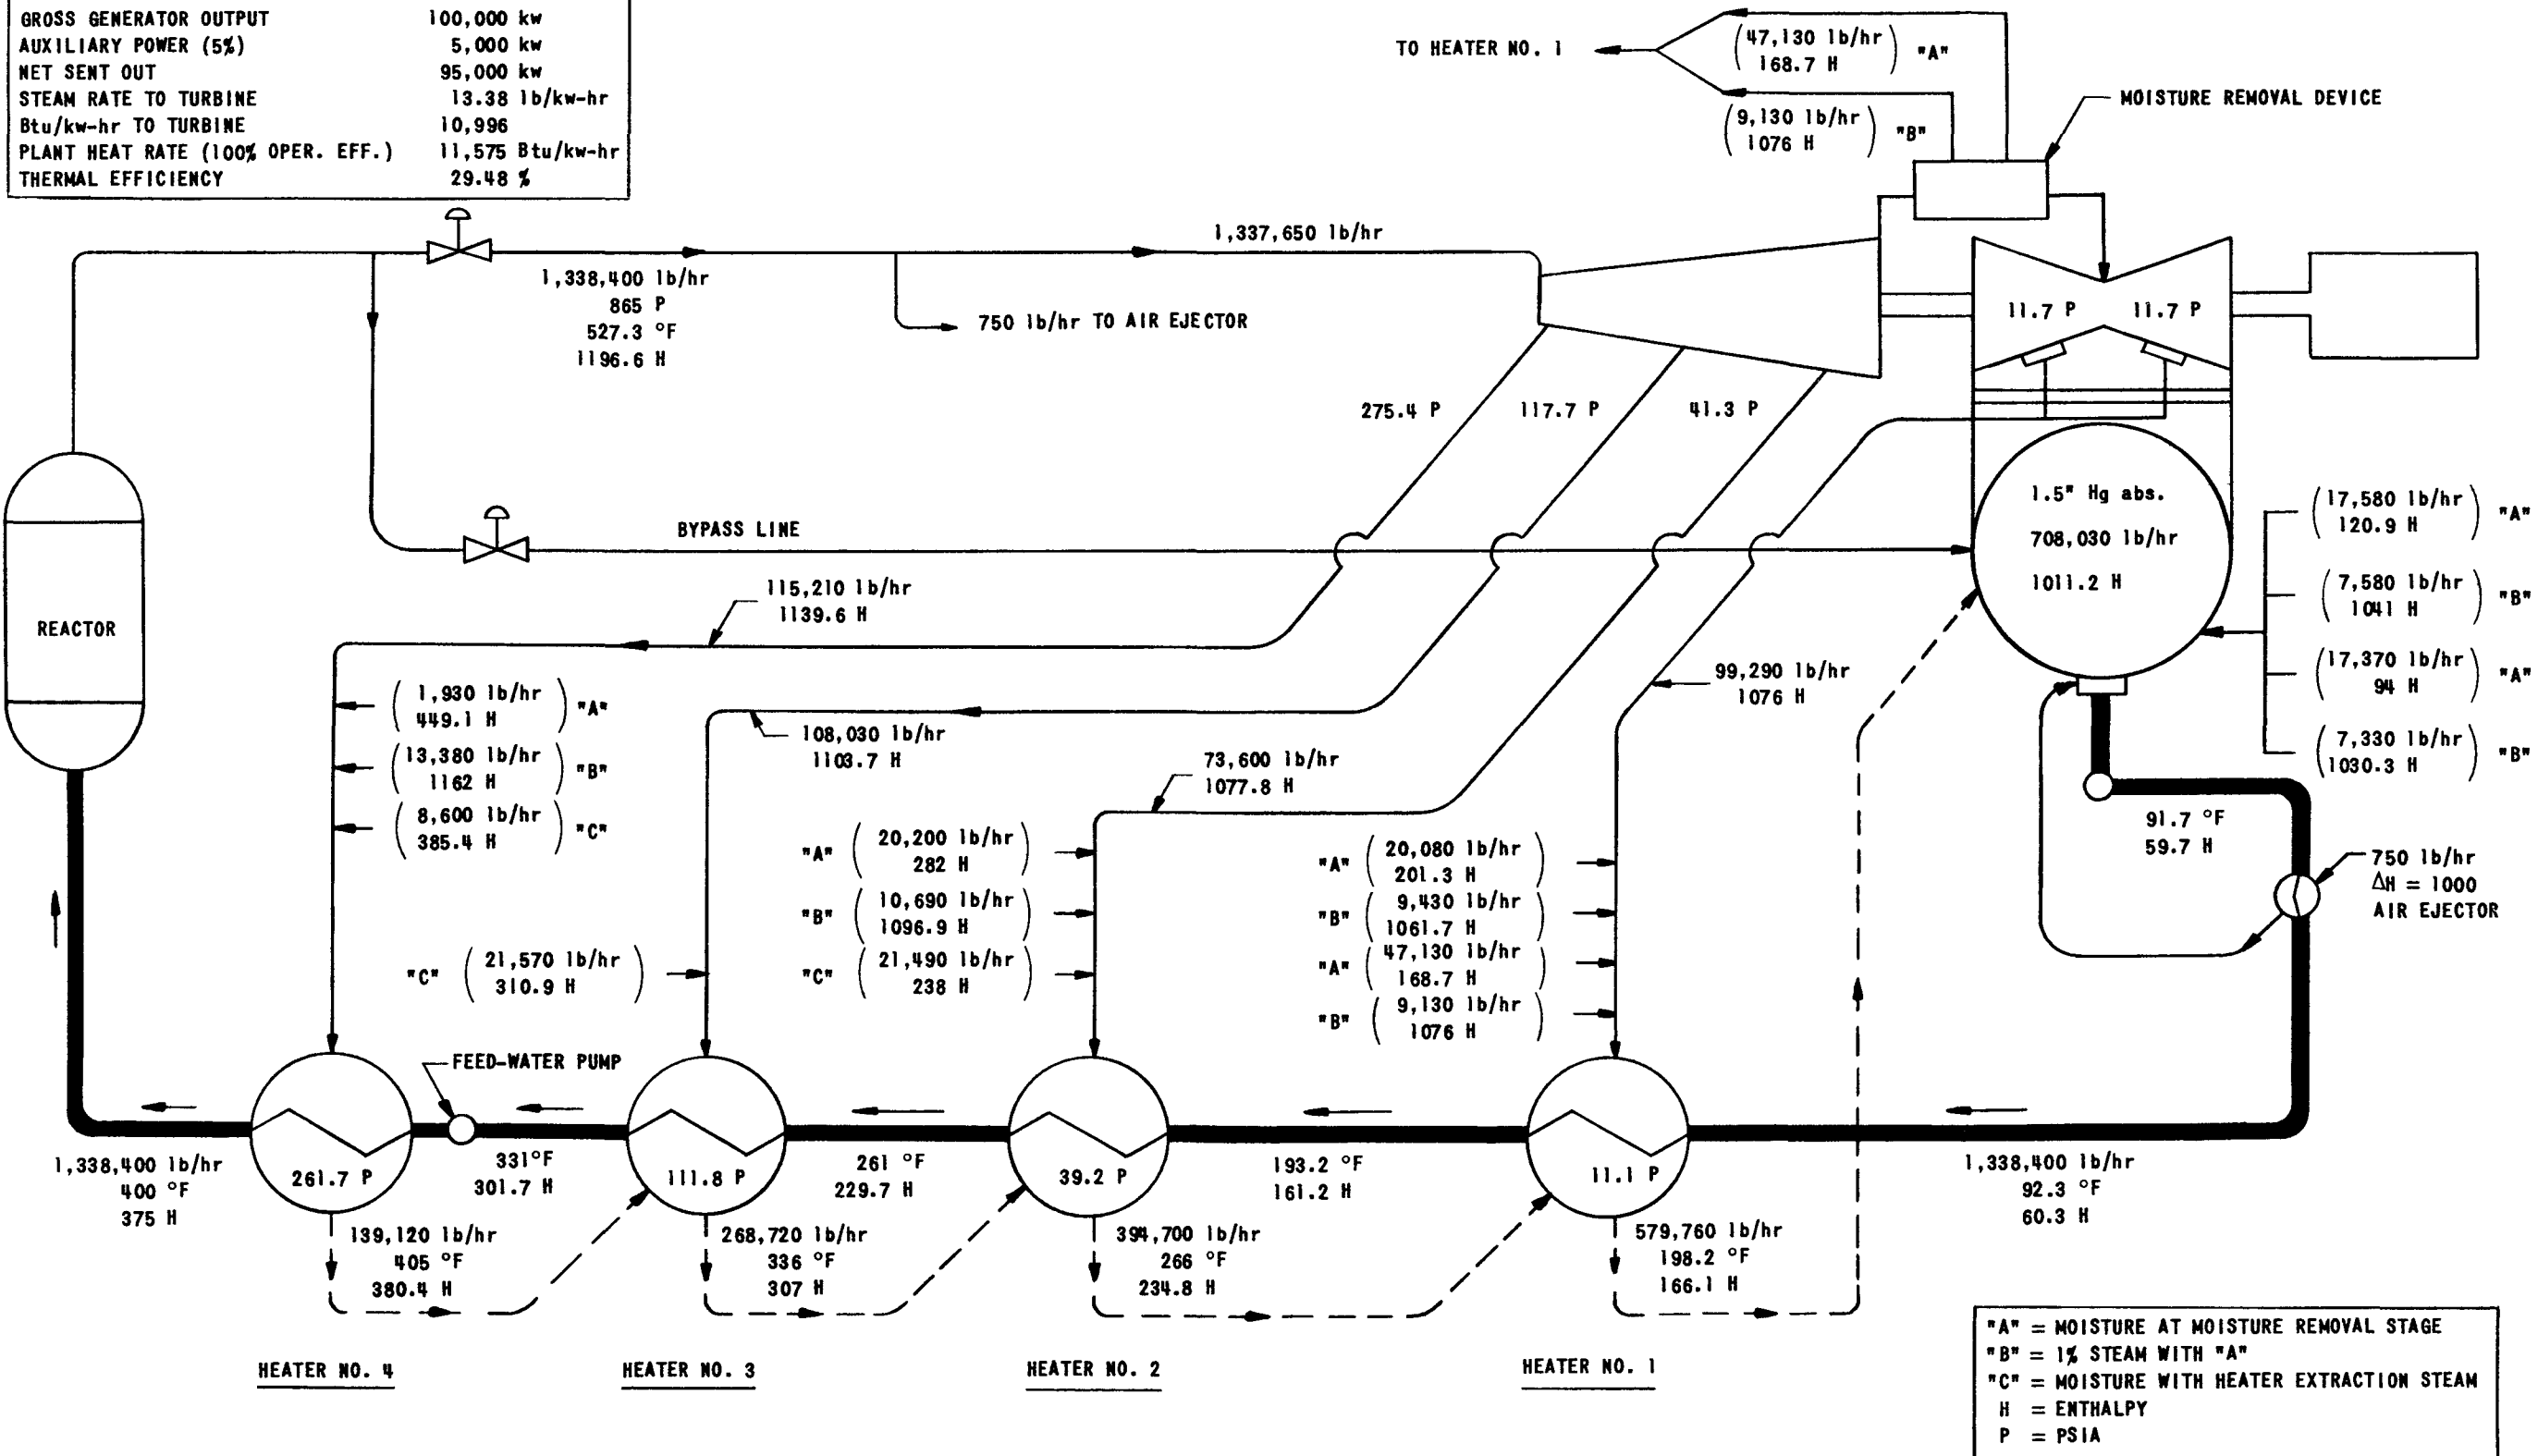 GROSS GENERATOR OUTPUT 100,000 kw
AUXILIARY POWER (5%) 5,000 kw
NET SENT OUT 95,000 kw
STEAM RATE TO TURBINE 13.38 lb/kw-hr
Btu/kw-hr TO TURBINE 10,996
PLANT HEAT RATE (100% OPER. EFF.) 11,575 Btu/kw-hr
THERMAL EFFICIENCY 29.48 %
TO HEATER NO. 1
(47,130 lb/hr
168.7 H) "A"
(9,130 lb/hr
1076 H) "B"
MOISTURE REMOVAL DEVICE
1,337,650 lb/hr
1,338,400 lb/hr
865 P
527.3 °F
1196.6 H
750 lb/hr TO AIR EJECTOR
11.7 P 11.7 P
275.4 P
117.7 P
41.3 P
BYPASS LINE
1.5" Hg abs.
708,030 lb/hr
1011.2 H
(17,580 lb/hr
120.9 H) "A"
(7,580 lb/hr
1041 H) "B"
(17,370 lb/hr
94 H) "A"
(7,330 lb/hr
1030.3 H) "B"
REACTOR
115,210 lb/hr
1139.6 H
(1,930 lb/hr
449.1 H) "A"
(13,380 lb/hr
1162 H) "B"
(8,600 lb/hr
385.4 H) "C"
108,030 lb/hr
1103.7 H
73,600 lb/hr
1077.8 H
99,290 lb/hr
1076 H
"A" (20,200 lb/hr
282 H)
"B" (10,690 lb/hr
1096.9 H)
"C" (21,490 lb/hr
238 H)
"A" (20,080 lb/hr
201.3 H)
"B" (9,430 lb/hr
1061.7 H)
"A" (47,130 lb/hr
168.7 H)
"B" (9,130 lb/hr
1076 H)
"C" (21,570 lb/hr
310.9 H)
91.7 °F
59.7 H
750 lb/hr
ΔH = 1000
AIR EJECTOR
FEED-WATER PUMP
1,338,400 lb/hr
400 °F
375 H
261.7 P
331°F
301.7 H
111.8 P
261 °F
229.7 H
39.2 P
193.2 °F
161.2 H
11.1 P
1,338,400 lb/hr
92.3 °F
60.3 H
139,120 lb/hr
405 °F
380.4 H
268,720 lb/hr
336 °F
307 H
394,700 lb/hr
266 °F
234.8 H
579,760 lb/hr
198.2 °F
166.1 H
HEATER NO. 4
HEATER NO. 3
HEATER NO. 2
HEATER NO. 1
"A" = MOISTURE AT MOISTURE REMOVAL STAGE
"B" = 1% STEAM WITH "A"
"C" = MOISTURE WITH HEATER EXTRACTION STEAM
H = ENTHALPY
P = PSIA